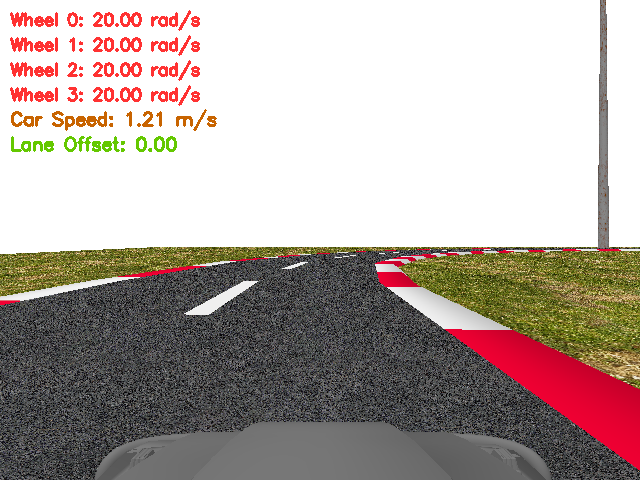 Wheel 0: 20.00 rad/s
Wheel 1: 20.00 rad/s
Wheel 2: 20.00 rad/s
Wheel 3: 20.00 rad/s
Car Speed: 1.21 m/s
Lane Offset: 0.00